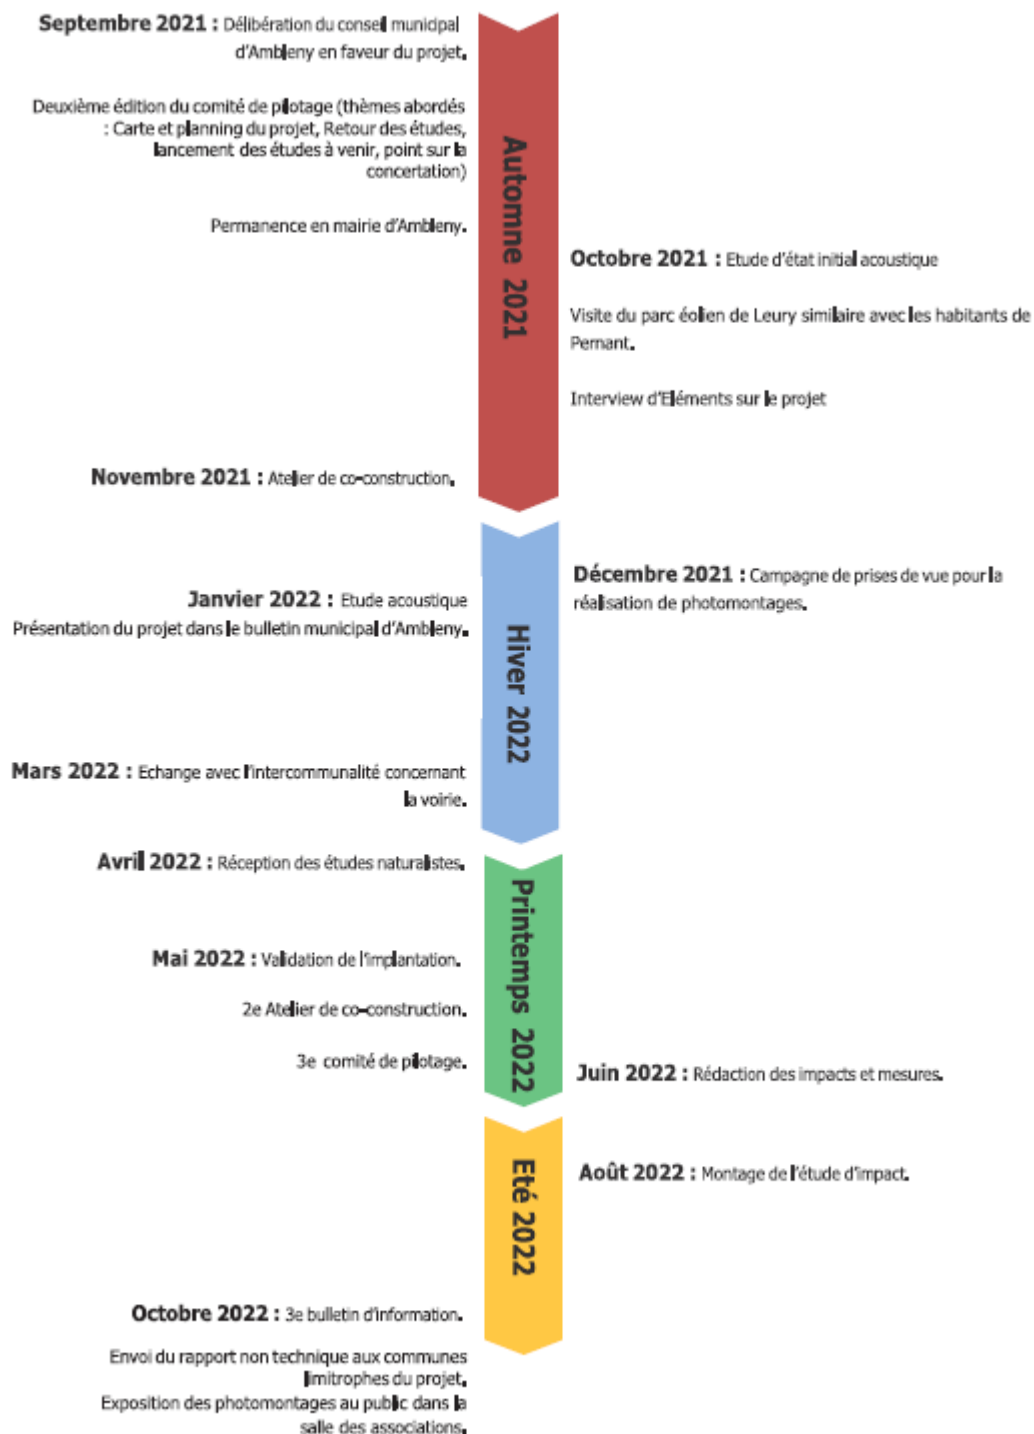 Septembre 2021 : Délibération du conseil municipal
d'Ambleny en faveur du projet.
Deuxième édition du comité de pilotage (thèmes abordés
: Carte et planning du projet, Retour des études,
lancement des études à venir, point sur la
concertation)
Permanence en mairie d'Ambleny.
Automne 2021
Octobre 2021 : Etude d'état initial acoustique
Visite du parc éolien de Leury similaire avec les habitants de
Pernant.
Interview d'Eléments sur le projet
Novembre 2021 : Atelier de co-construction.
Hiver 2022
Décembre 2021 : Campagne de prises de vue pour la
réalisation de photomontages.
Janvier 2022 : Etude acoustique
Présentation du projet dans le bulletin municipal d'Ambleny.
Mars 2022 : Echange avec l'intercommunalité concernant
la voirie.
Avril 2022 : Réception des études naturalistes.
Printemps 2022
Mai 2022 : Validation de l'implantation.
2e Atelier de co-construction.
3e comité de pilotage.
Juin 2022 : Rédaction des impacts et mesures.
Eté 2022
Août 2022 : Montage de l'étude d'impact.
Octobre 2022 : 3e bulletin d'information.
Envoi du rapport non technique aux communes
limitrophes du projet.
Exposition des photomontages au public dans la
salle des associations.